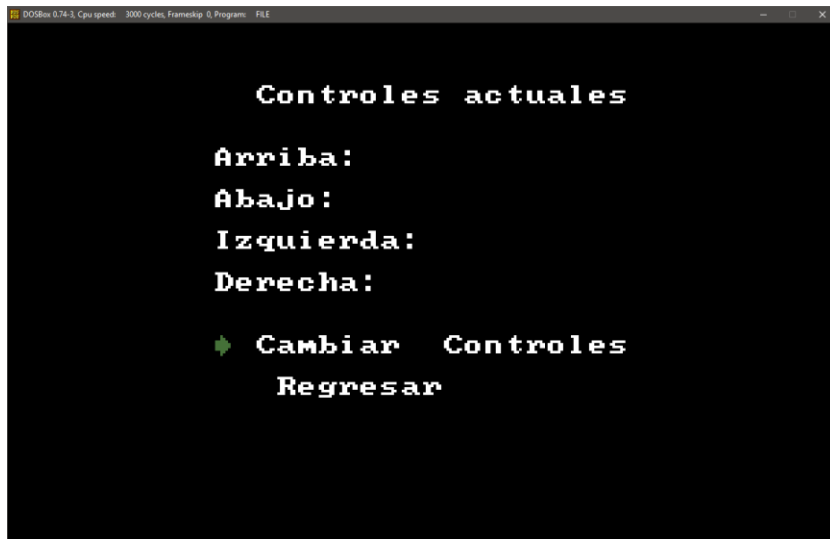 DOSBox 0.74-3, Cpu speed: 3000 cycles, Frameskip 0, Program: FILE
Controles actuales
Arriba:
Abajo:
Izquierda:
Derecha:
Cambiar Controles
Regresar